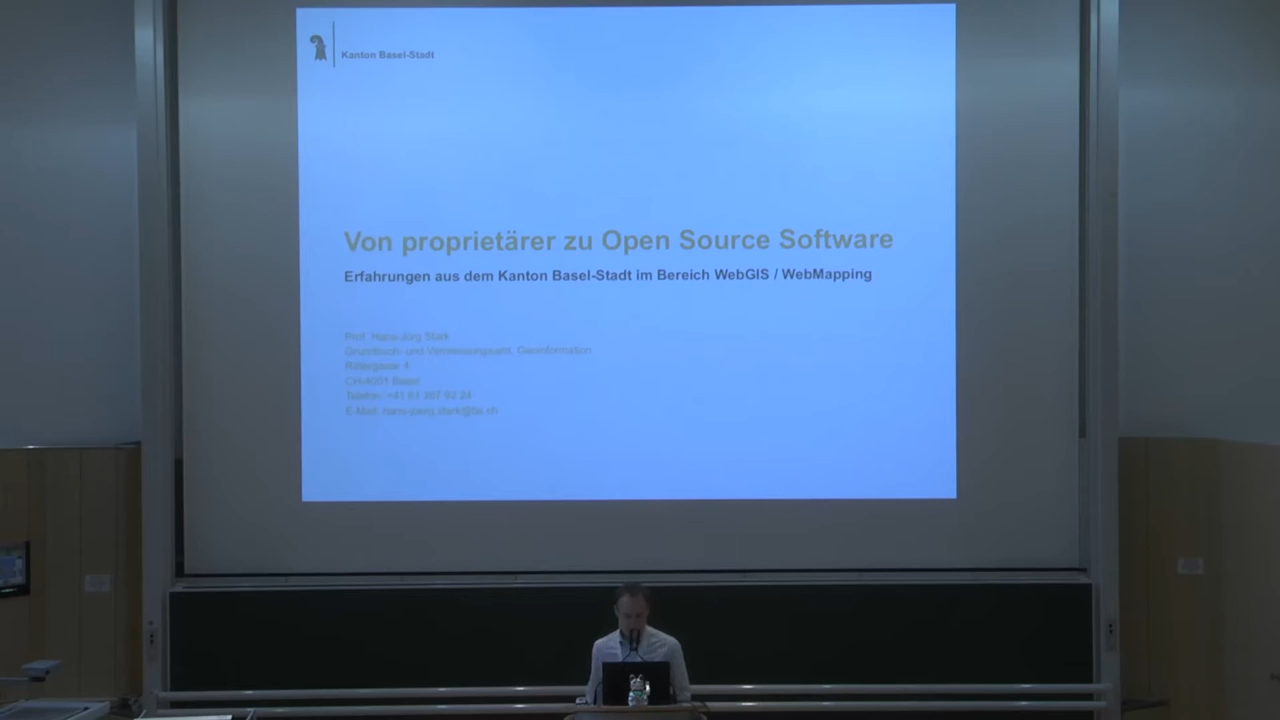 Kanton Basel-Stadt
Von proprietärer zu Open Source Software
Erfahrungen aus dem Kanton Basel-Stadt im Bereich WebGIS / WebMapping
Prof. Hans-Jörg Stark
Grundbuch- und Vermessungsamt, Geoinformation
Rittergasse 4
CH-4001 Basel
Telefon: +41 61 267 92 24
E-Mail: hans-joerg.stark@bs.ch